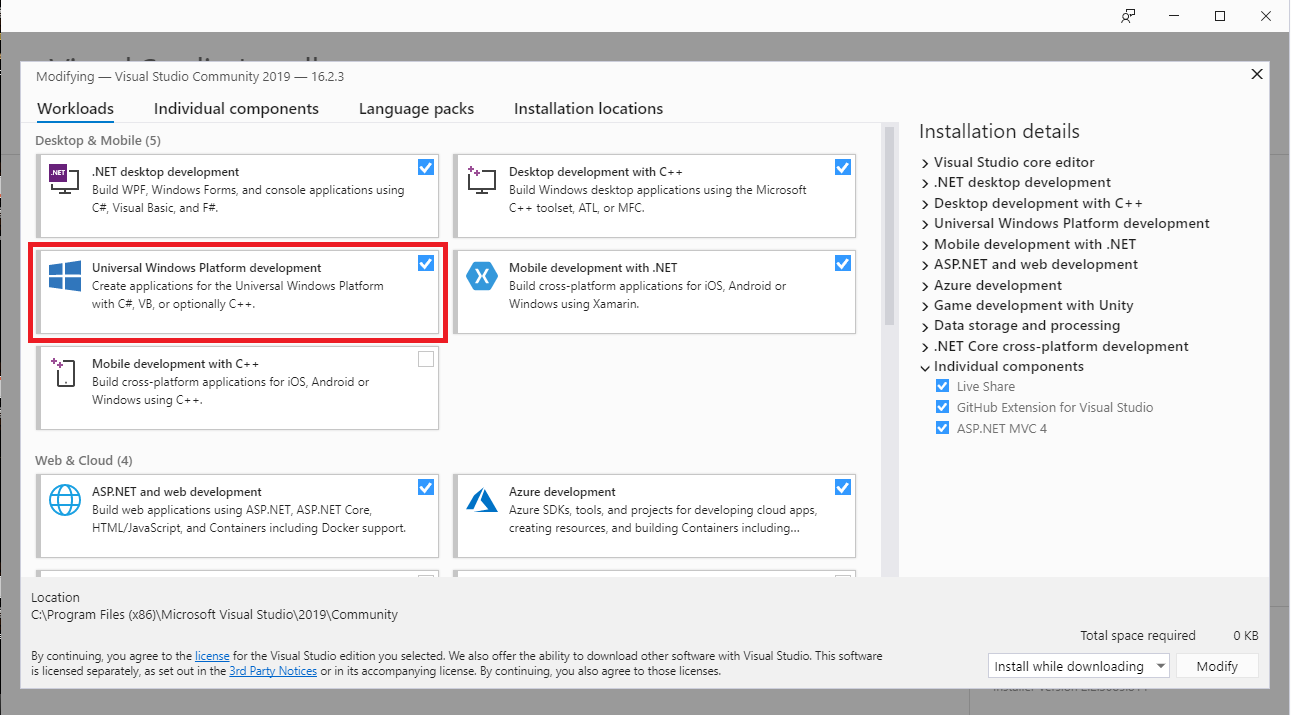 Modifying — Visual Studio Community 2019 — 16.2.3
Workloads
Individual components
Language packs
Installation locations
Desktop & Mobile (5)
.NET
.NET desktop development
Build WPF, Windows Forms, and console applications using
C#, Visual Basic, and F#.
Desktop development with C++
Build Windows desktop applications using the Microsoft
C++ toolset, ATL, or MFC.
Universal Windows Platform development
Create applications for the Universal Windows Platform
with C#, VB, or optionally C++.
Mobile development with .NET
Build cross-platform applications for iOS, Android or
Windows using Xamarin.
Mobile development with C++
Build cross-platform applications for iOS, Android or
Windows using C++.
Web & Cloud (4)
ASP.NET and web development
Build web applications using ASP.NET, ASP.NET Core,
HTML/JavaScript, and Containers including Docker support.
Azure development
Azure SDKs, tools, and projects for developing cloud apps,
creating resources, and building Containers including...
Installation details
Visual Studio core editor
.NET desktop development
Desktop development with C++
Universal Windows Platform development
Mobile development with .NET
ASP.NET and web development
Azure development
Game development with Unity
Data storage and processing
.NET Core cross-platform development
Individual components
Live Share
GitHub Extension for Visual Studio
ASP.NET MVC 4
Location
C:\Program Files (x86)\Microsoft Visual Studio\2019\Community
Total space required 0 KB
By continuing, you agree to the license for the Visual Studio edition you selected. We also offer the ability to download other software with Visual Studio. This software
is licensed separately, as set out in the 3rd Party Notices or in its accompanying license. By continuing, you also agree to those licenses.
Install while downloading
Modify